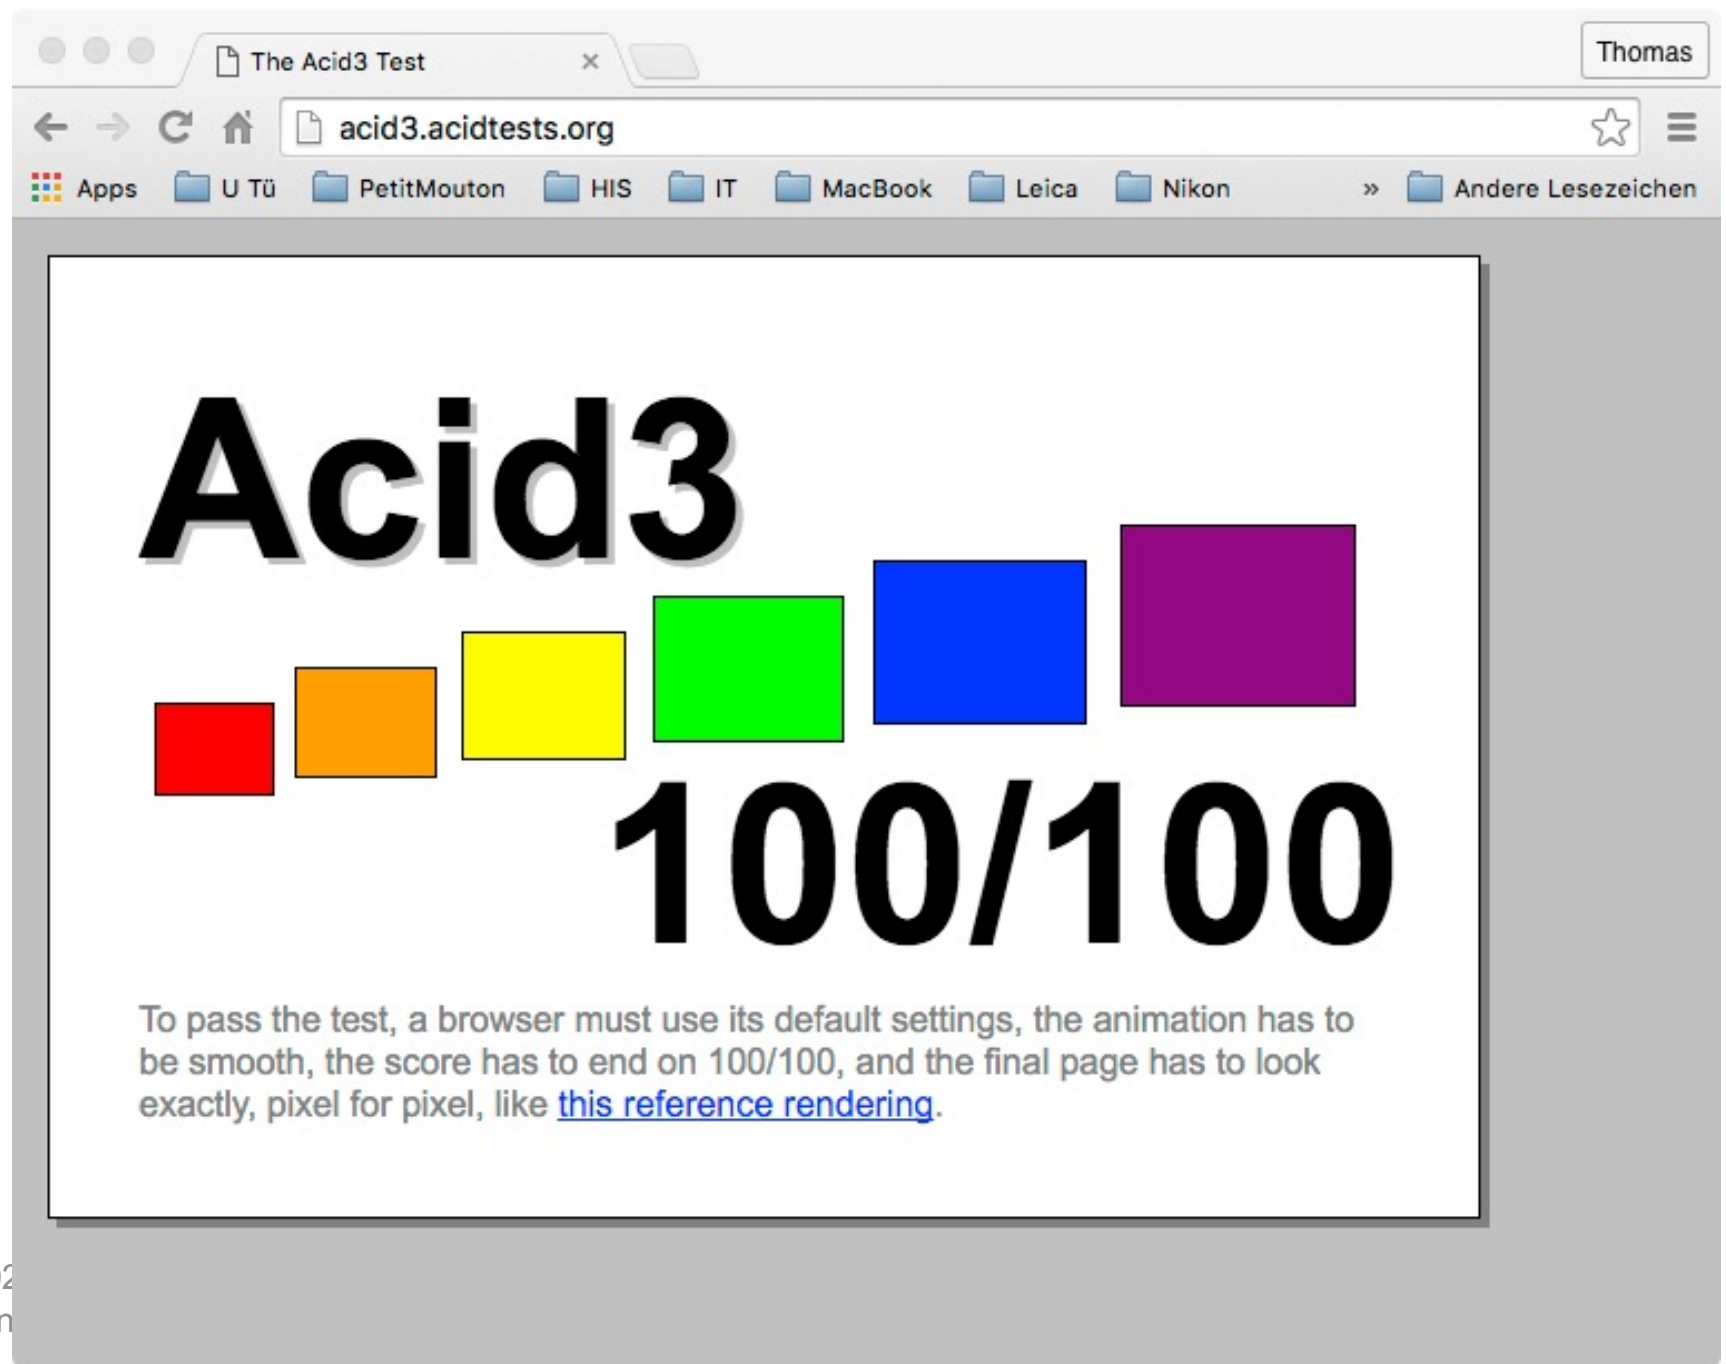 The Acid3 Test
Thomas
acid3.acidtests.org
Apps U Tü PetitMouton HIS IT MacBook Leica Nikon » Andere Lesezeichen
Acid3
100/100
To pass the test, a browser must use its default settings, the animation has to
be smooth, the score has to end on 100/100, and the final page has to look
exactly, pixel for pixel, like this reference rendering.